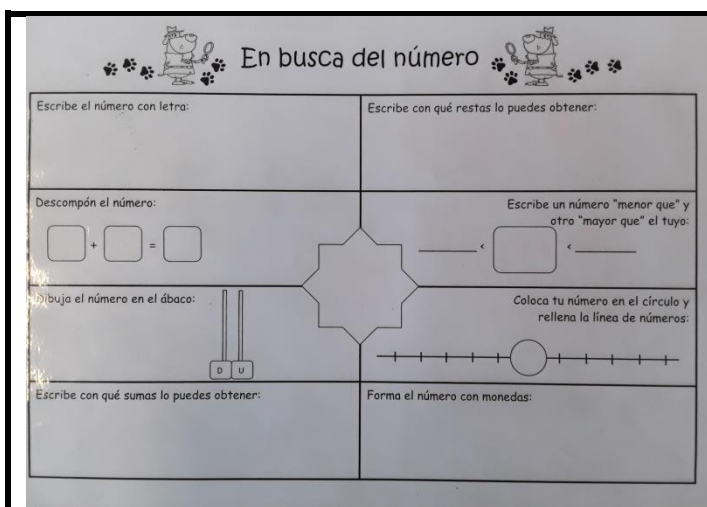 En busca del número
Escribe el número con letra:
Escribe con qué restas lo puedes obtener:
Descompón el número:
+ =
Escribe un número "menor que" y
otro "mayor que" el tuyo:
< <
Dibuja el número en el ábaco:
D U
Coloca tu número en el círculo y
rellena la línea de números:
Escribe con qué sumas lo puedes obtener:
Forma el número con monedas: